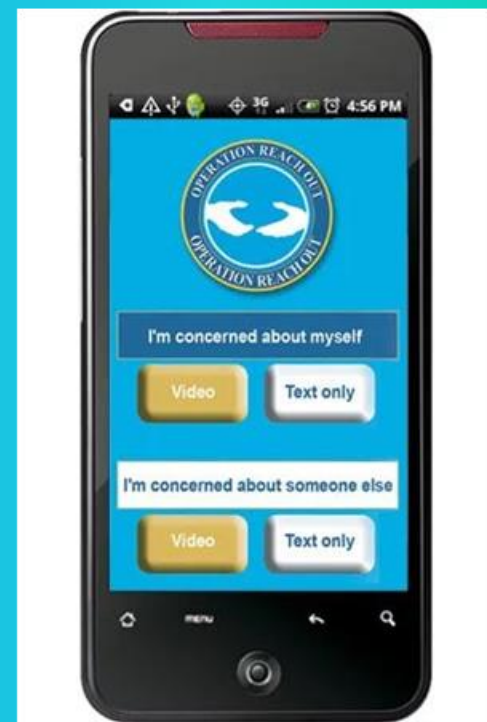 3G 4:56 PM
OPERATION REACH OUT
OPERATION REACH OUT
I'm concerned about myself
Video Text only
I'm concerned about someone else
Video Text only
MENU